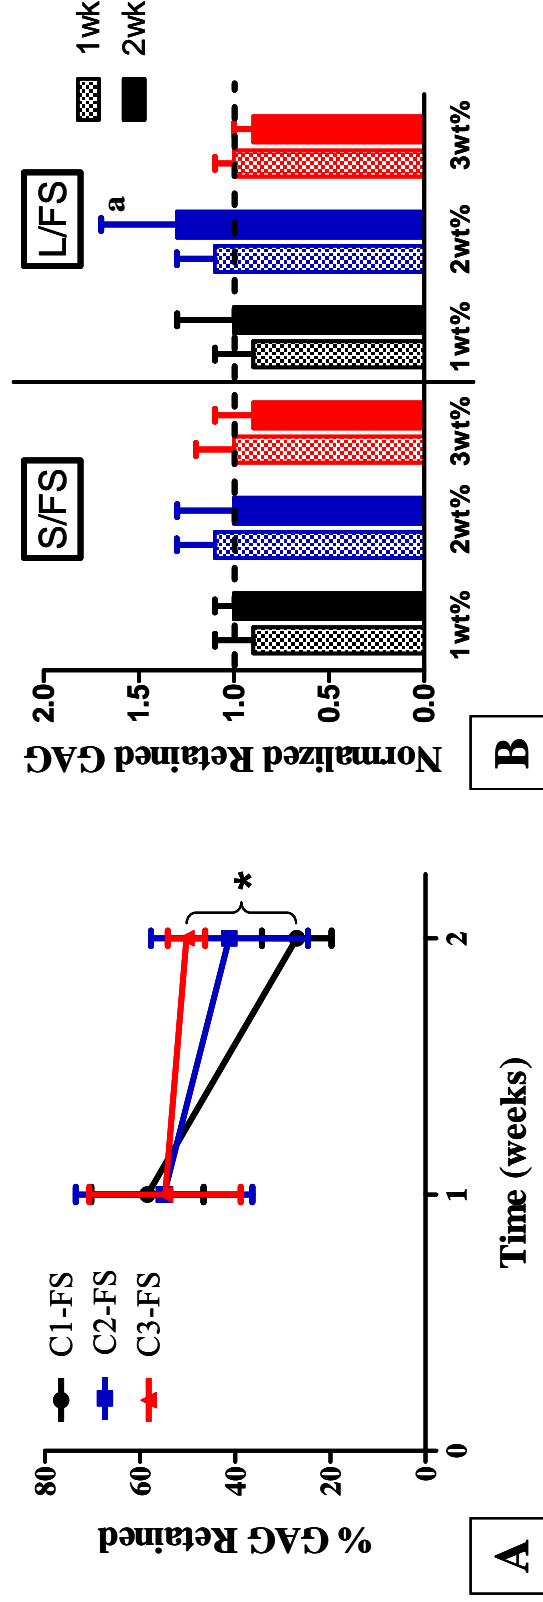 80
60
40
20
0
% GAG Retained
C1-FS
C2-FS
C3-FS
*
0
1
2
Time (weeks)
A
S/FS
L/FS
1wk
2wk
2.0
1.5
1.0
0.5
0.0
Normalized Retained GAG
a
1wt%
2wt%
3wt%
1wt%
2wt%
3wt%
B